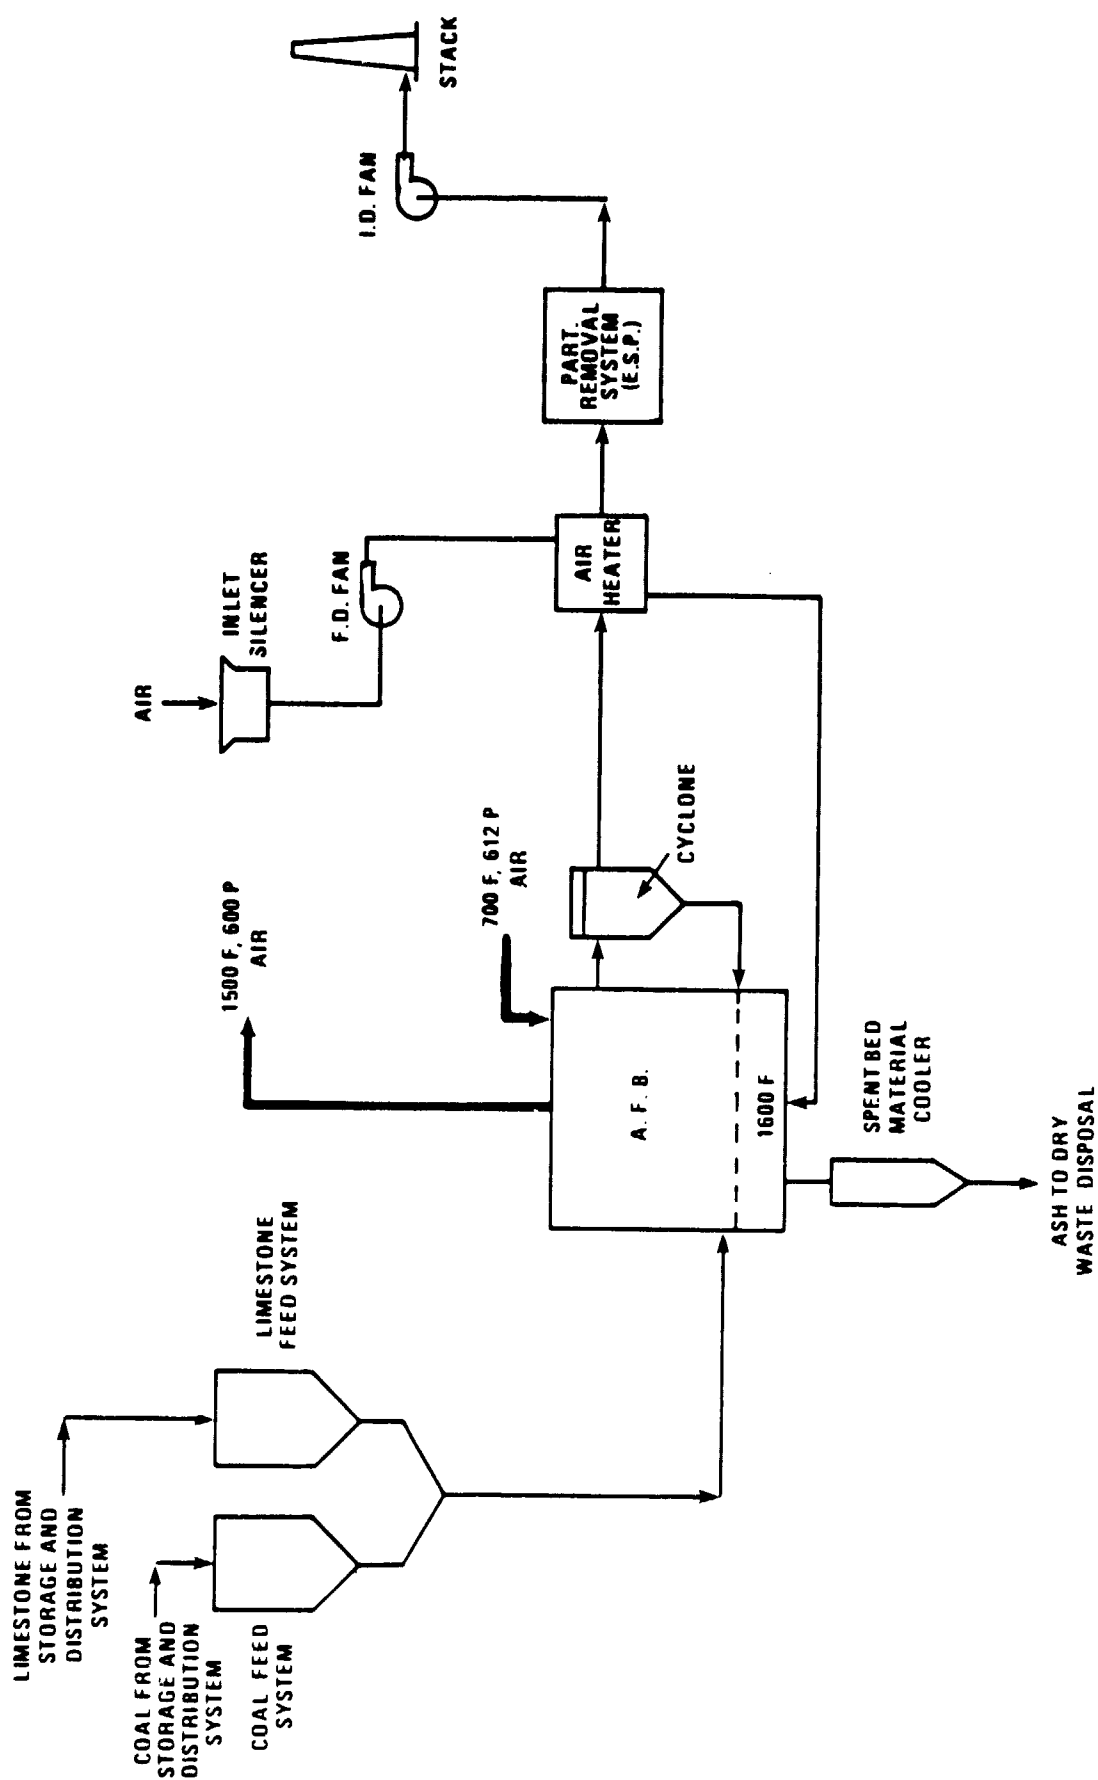 LIMESTONE FROM
STORAGE AND
DISTRIBUTION
SYSTEM
COAL FROM
STORAGE AND
DISTRIBUTION
SYSTEM
COAL FEED
SYSTEM
LIMESTONE
FEED SYSTEM
1500 F, 600 P
AIR
700 F, 612 P
AIR
AIR
INLET
SILENCER
F.D. FAN
I.D. FAN
STACK
A. F. B.
1600 F
CYCLONE
AIR
HEATER
PART.
REMOVAL
SYSTEM
(E.S.P.)
SPENT BED
MATERIAL
COOLER
ASH TO DRY
WASTE DISPOSAL